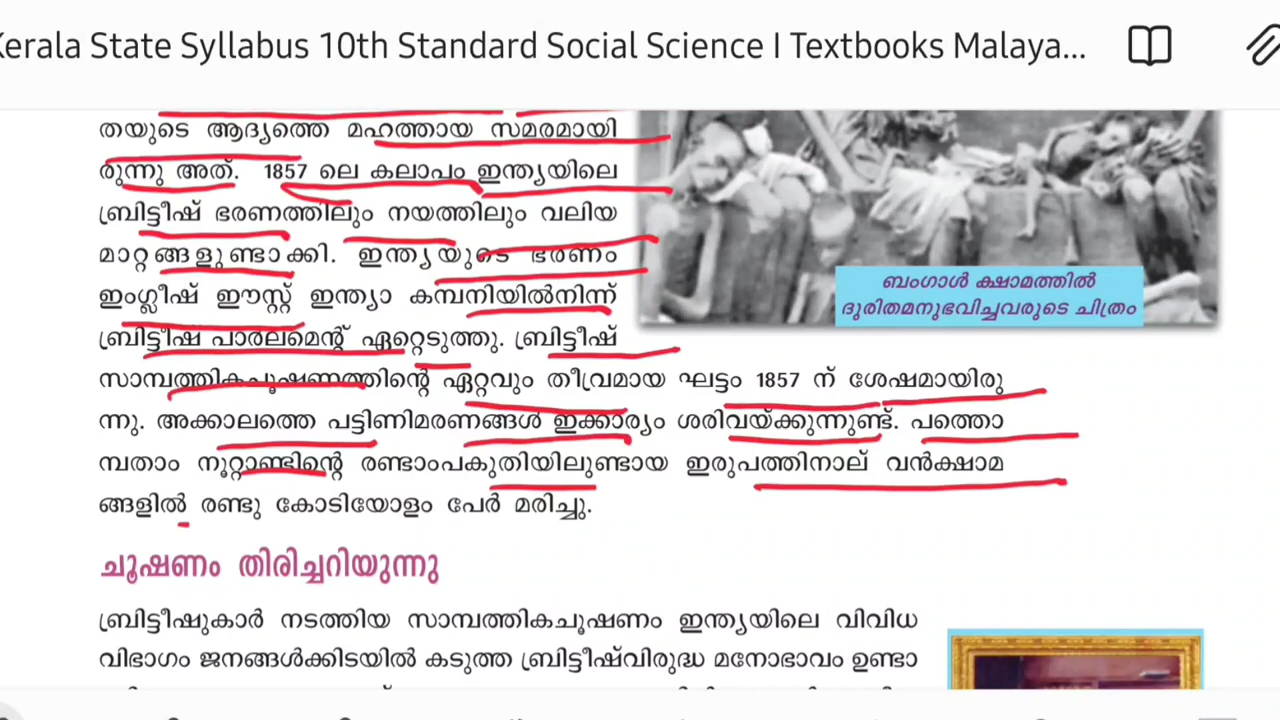 Kerala State Syllabus 10th Standard Social Science I Textbooks Malaya...
തയുടെ ആദ്യത്തെ മഹത്തായ സമരമായി
രുന്നു അത്. 1857 ലെ കലാപം ഇന്ത്യയിലെ
ബ്രിട്ടീഷ് ഭരണത്തിലും നയത്തിലും വലിയ
മാറ്റങ്ങളുണ്ടാക്കി. ഇന്ത്യയുടെ ഭരണം
ഇംഗ്ലീഷ് ഈസ്റ്റ് ഇന്ത്യാ കമ്പനിയിൽനിന്ന്
ബ്രിട്ടീഷ് പാർലമെന്റ് ഏറ്റെടുത്തു. ബ്രിട്ടീഷ്
സാമ്പത്തികചൂഷണത്തിന്റെ ഏറ്റവും തീവ്രമായ ഘട്ടം 1857 ന് ശേഷമായിരു
ന്നു. അക്കാലത്തെ പട്ടിണിമരണങ്ങൾ ഇക്കാര്യം ശരിവയ്ക്കുന്നുണ്ട്. പത്തൊ
മ്പതാം നൂറ്റാണ്ടിന്റെ രണ്ടാംപകുതിയിലുണ്ടായ ഇരുപത്തിനാല് വൻക്ഷാമ
ങ്ങളിൽ രണ്ടു കോടിയോളം പേർ മരിച്ചു.
ബംഗാൾ ക്ഷാമത്തിൽ
ദുരിതമനുഭവിച്ചവരുടെ ചിത്രം
ചൂഷണം തിരിച്ചറിയുന്നു
ബ്രിട്ടീഷുകാർ നടത്തിയ സാമ്പത്തികചൂഷണം ഇന്ത്യയിലെ വിവിധ
വിഭാഗം ജനങ്ങൾക്കിടയിൽ കടുത്ത ബ്രിട്ടീഷ്‌വിരുദ്ധ മനോഭാവം ഉണ്ടാ